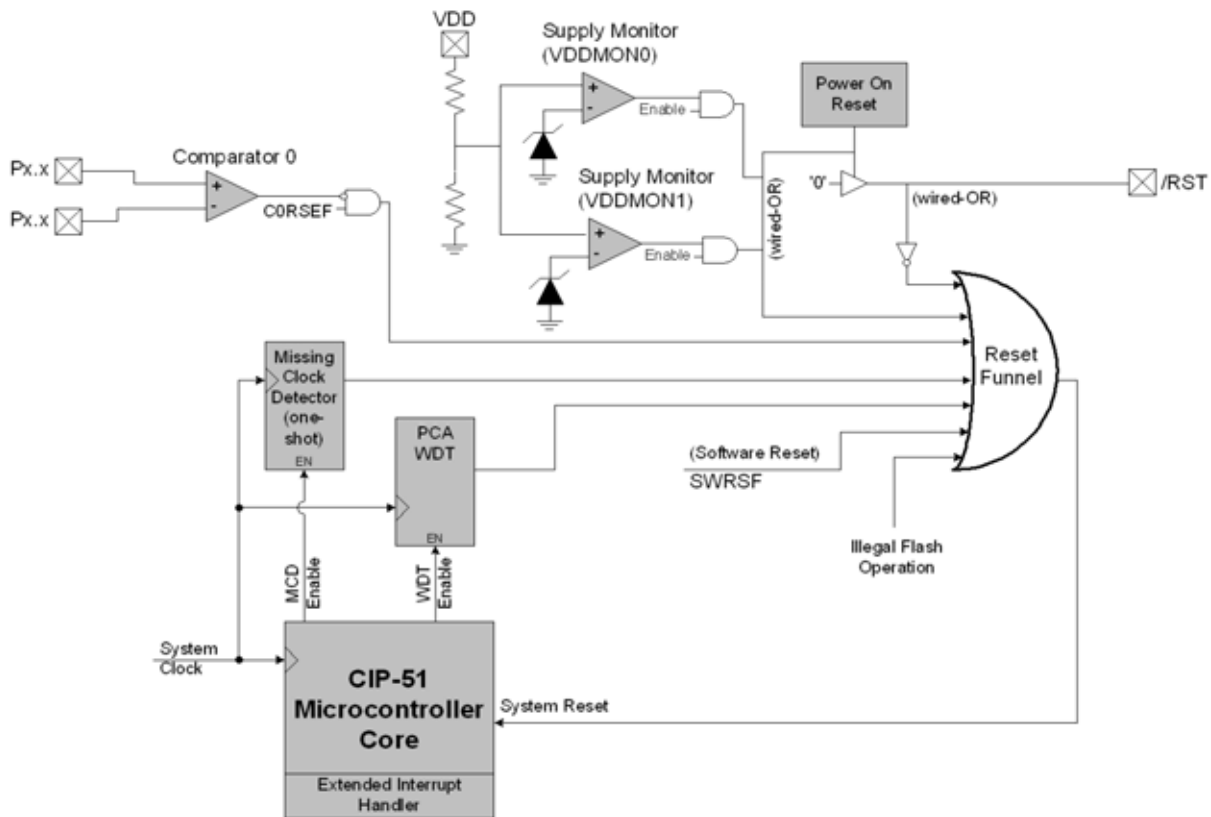 VDD
Supply Monitor
(VDDMON0)
+
-
Enable
Power On
Reset
Px.x
Px.x
Comparator 0
+
-
C0RSEF
Supply Monitor
(VDDMON1)
+
-
Enable
(wired-OR)
'0'
(wired-OR)
/RST
Reset
Funnel
Missing
Clock
Detector
(one-
shot)
EN
PCA
WDT
EN
(Software Reset)
SWRSF
Illegal Flash
Operation
MCD
Enable
WDT
Enable
System
Clock
CIP-51
Microcontroller
Core
System Reset
Extended Interrupt
Handler